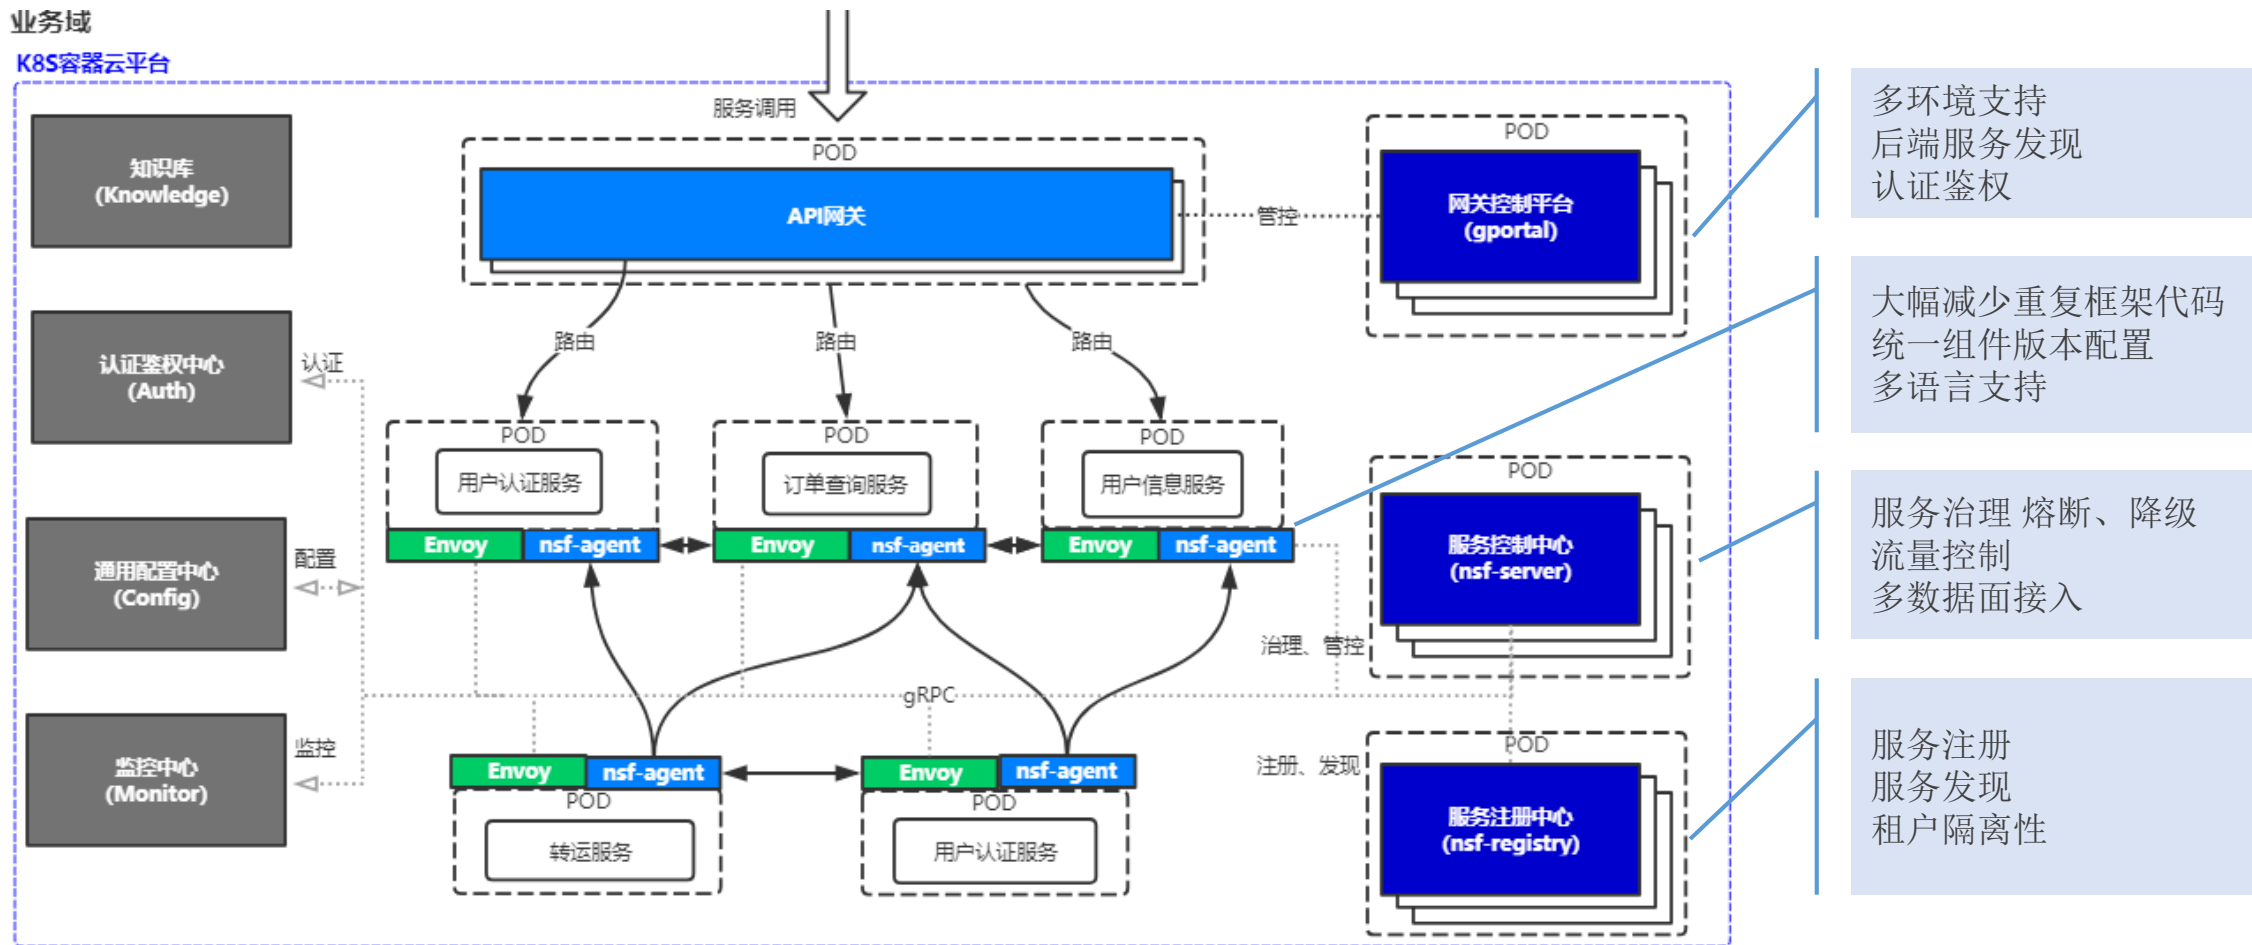 业务域
K8S容器云平台
服务调用
知识库
(Knowledge)
认证鉴权中心
(Auth)
通用配置中心
(Config)
监控中心
(Monitor)
认证
配置
监控
POD
API网关
管控
POD
网关控制平台
(gportal)
路由
路由
路由
POD
用户认证服务
Envoy
nsf-agent
POD
订单查询服务
Envoy
nsf-agent
POD
用户信息服务
Envoy
nsf-agent
治理、管控
gRPC
POD
服务控制中心
(nsf-server)
注册、发现
Envoy
nsf-agent
POD
转运服务
Envoy
nsf-agent
POD
用户认证服务
POD
服务注册中心
(nsf-registry)
多环境支持
后端服务发现
认证鉴权
大幅减少重复框架代码
统一组件版本配置
多语言支持
服务治理 熔断、降级
流量控制
多数据面接入
服务注册
服务发现
租户隔离性